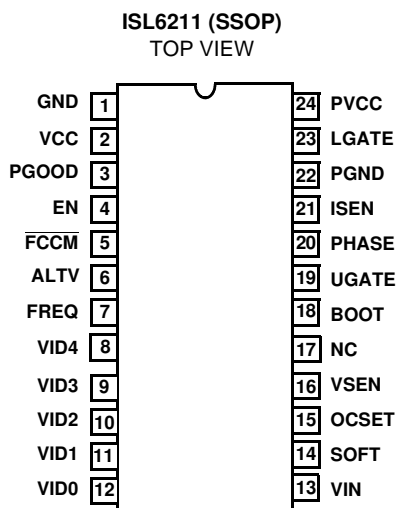 ISL6211 (SSOP)
TOP VIEW
GND 1 24 PVCC
VCC 2 23 LGATE
PGOOD 3 22 PGND
EN 4 21 ISEN
FCCM 5 20 PHASE
ALTV 6 19 UGATE
FREQ 7 18 BOOT
VID4 8 17 NC
VID3 9 16 VSEN
VID2 10 15 OCSET
VID1 11 14 SOFT
VID0 12 13 VIN